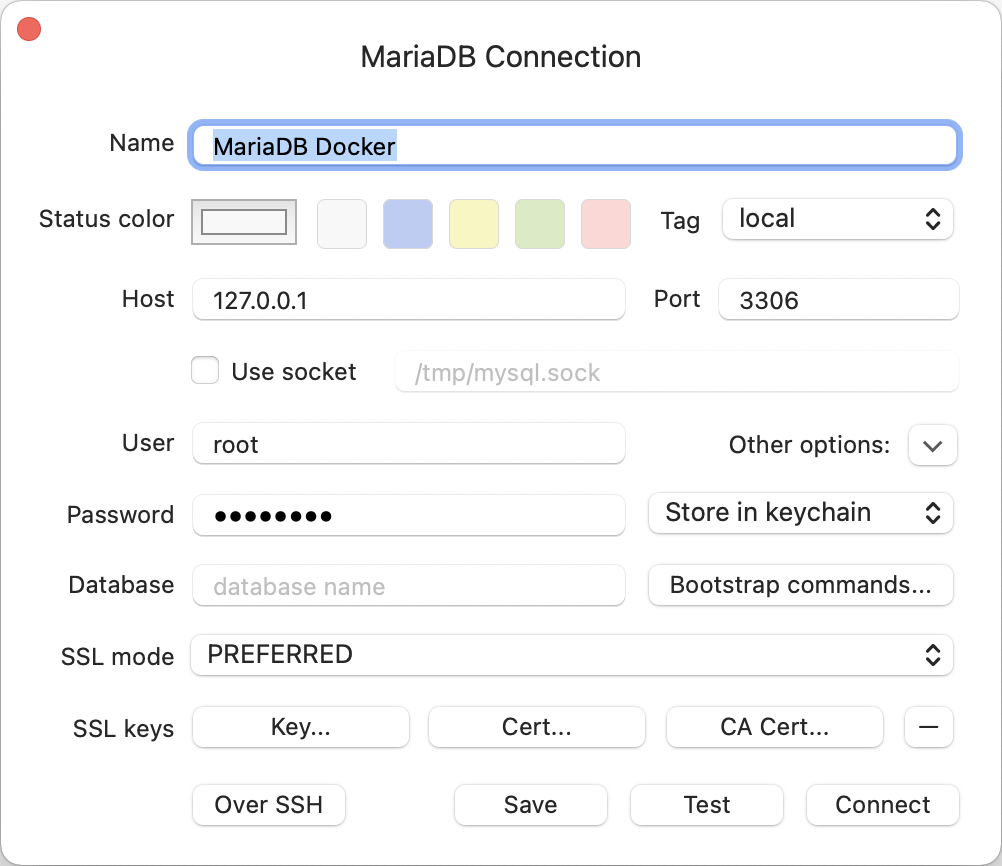 MariaDB Connection
Name MariaDB Docker
Status color Tag local
Host 127.0.0.1 Port 3306
Use socket /tmp/mysql.sock
User root Other options:
Password ●●●●●●●● Store in keychain
Database database name Bootstrap commands...
SSL mode PREFERRED
SSL keys Key... Cert... CA Cert... —
Over SSH Save Test Connect